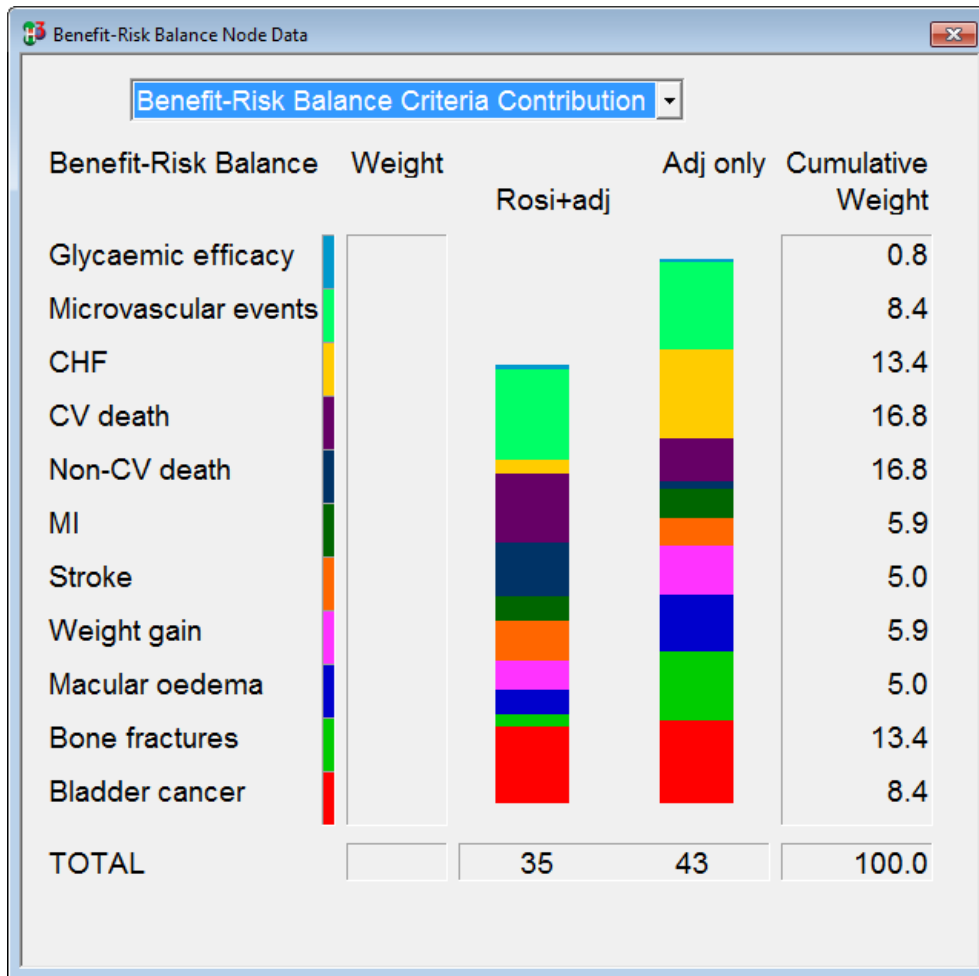 Benefit-Risk Balance Node Data
Benefit-Risk Balance Criteria Contribution
Benefit-Risk Balance Weight Rosi+adj Adj only Cumulative Weight
Glycaemic efficacy 0.8
Microvascular events 8.4
CHF 13.4
CV death 16.8
Non-CV death 16.8
MI 5.9
Stroke 5.0
Weight gain 5.9
Macular oedema 5.0
Bone fractures 13.4
Bladder cancer 8.4
TOTAL 35 43 100.0